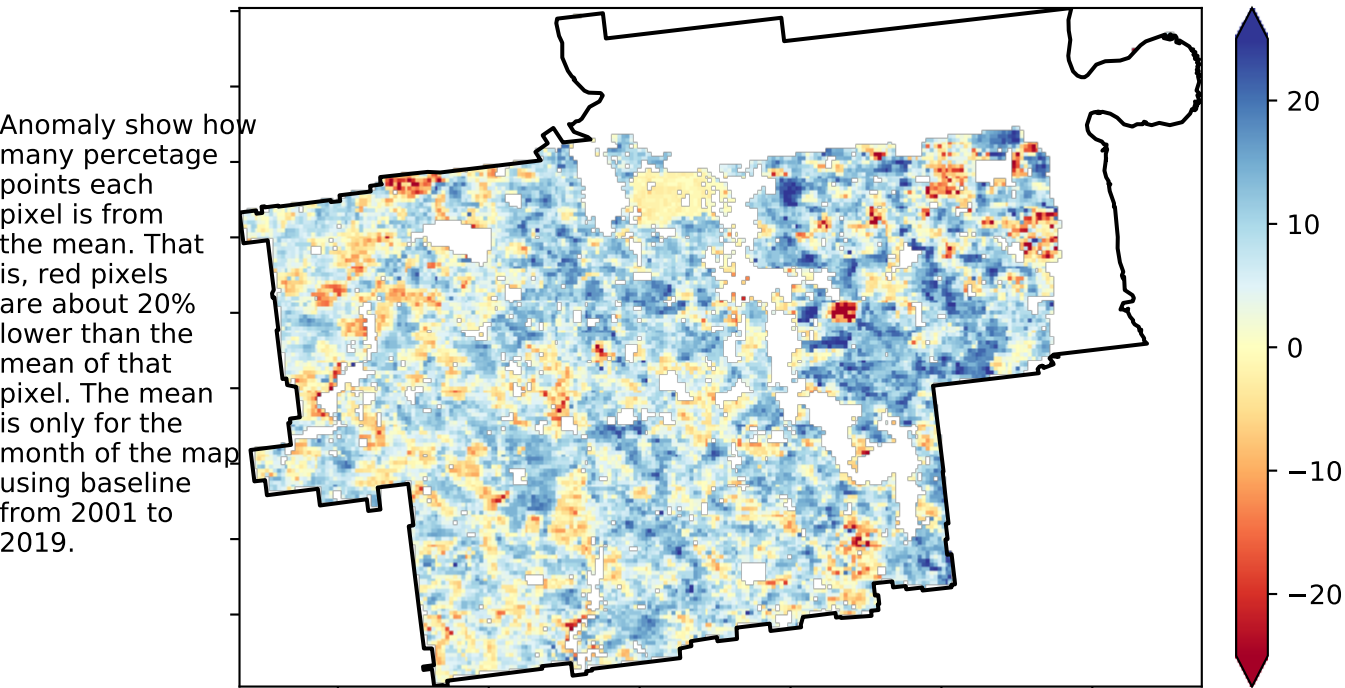 Anomaly show how
many percetage
points each
pixel is from
the mean. That
is, red pixels
are about 20%
lower than the
mean of that
pixel. The mean
is only for the
month of the map
using baseline
from 2001 to
2019.
20
10
0
−10
−20